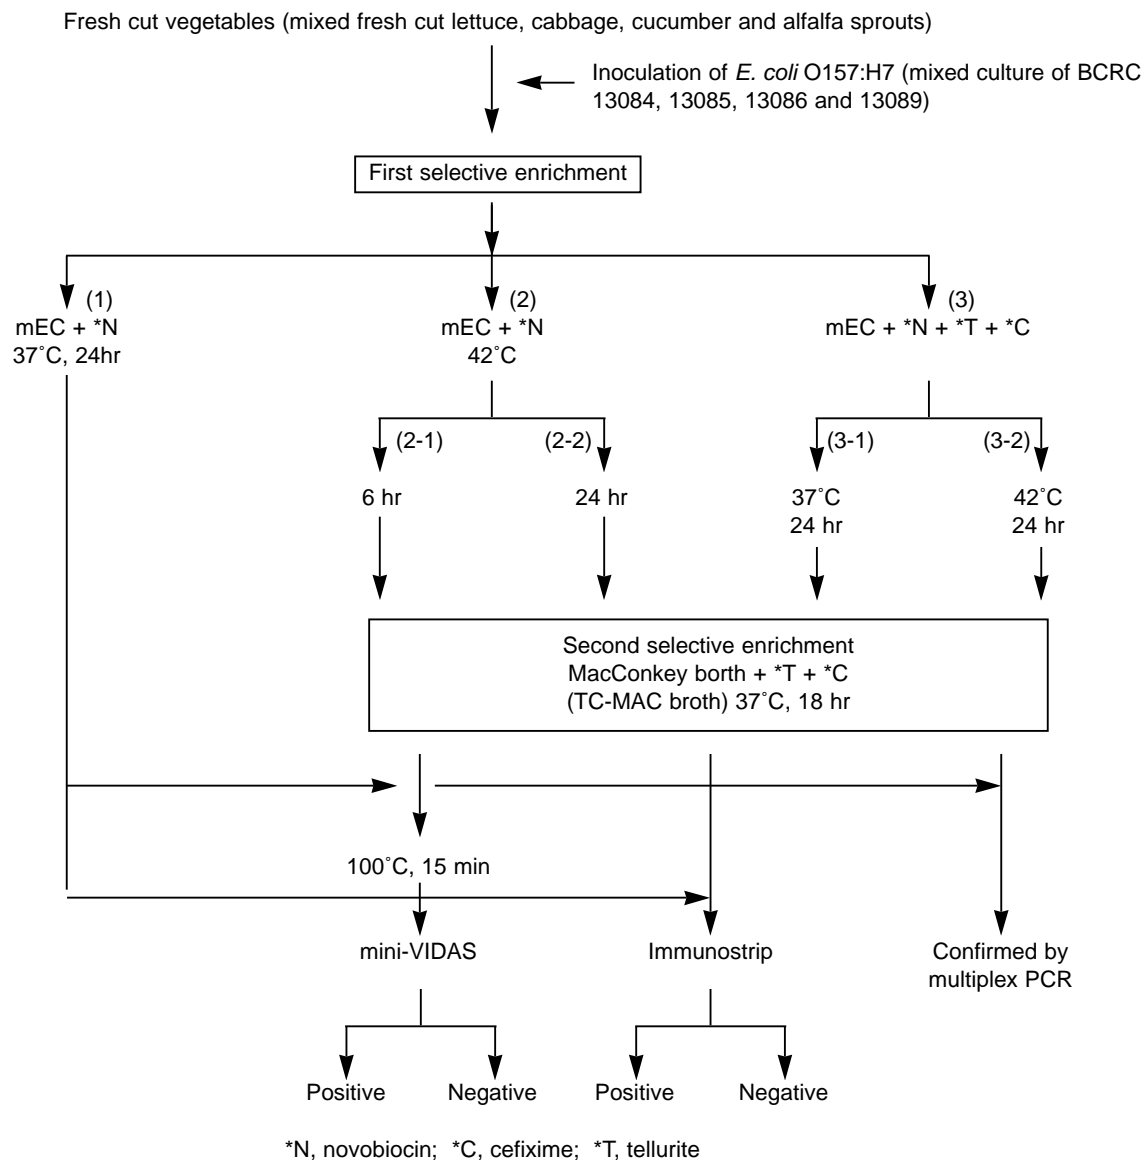 Fresh cut vegetables (mixed fresh cut lettuce, cabbage, cucumber and alfalfa sprouts)
Inoculation of E. coli O157:H7 (mixed culture of BCRC
13084, 13085, 13086 and 13089)
First selective enrichment
(1)
mEC + *N
37˚C, 24hr
(2)
mEC + *N
42˚C
(3)
mEC + *N + *T + *C
(2-1)
(2-2)
(3-1)
(3-2)
6 hr
24 hr
37˚C
24 hr
42˚C
24 hr
Second selective enrichment
MacConkey borth + *T + *C
(TC-MAC broth) 37˚C, 18 hr
100˚C, 15 min
mini-VIDAS
Immunostrip
Confirmed by
multiplex PCR
Positive
Negative
Positive
Negative
*N, novobiocin; *C, cefixime; *T, tellurite